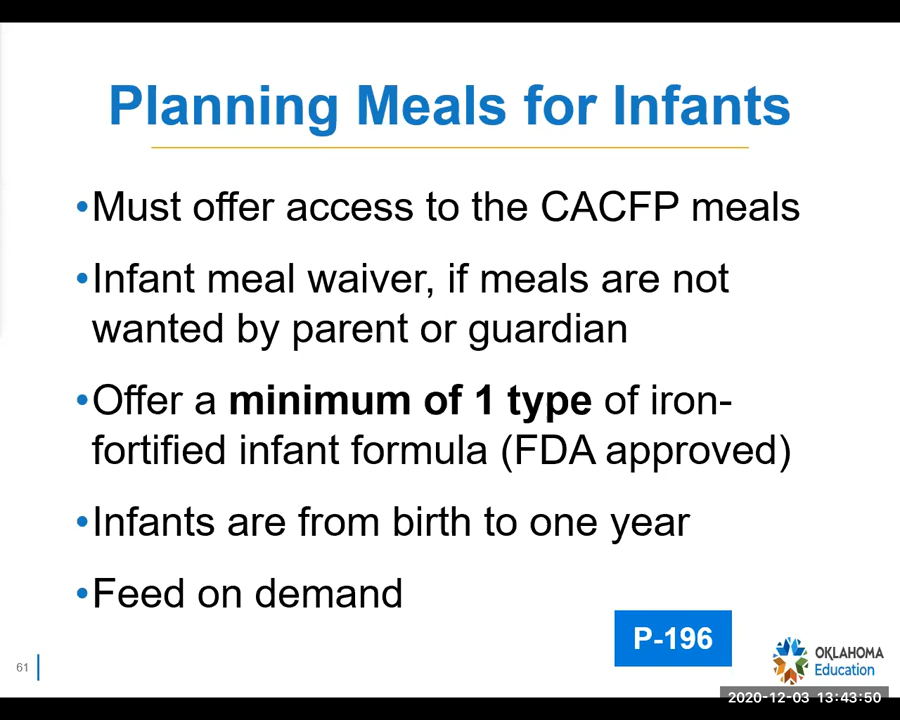 Planning Meals for Infants
•Must offer access to the CACFP meals
•Infant meal waiver, if meals are not
wanted by parent or guardian
•Offer a minimum of 1 type of iron-
fortified infant formula (FDA approved)
•Infants are from birth to one year
•Feed on demand
P-196
61
OKLAHOMA
Education
2020-12-03 13:43:50